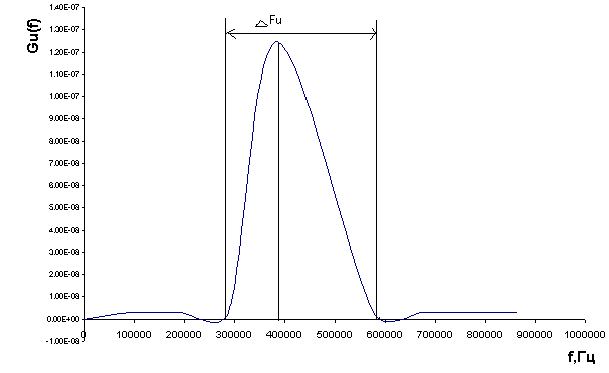 Gu(f)
△Fu
1.40E-07
1.30E-07
1.20E-07
1.10E-07
1.00E-07
9.00E-08
8.00E-08
7.00E-08
6.00E-08
5.00E-08
4.00E-08
3.00E-08
2.00E-08
1.00E-08
0.00E+00
-1.00E-08
0 100000 200000 300000 400000 500000 600000 700000 800000 900000 1000000
f,Гц